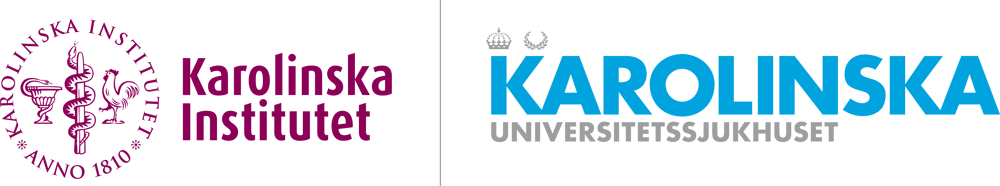 KAROLINSKA INSTITUTET
ANNO 1810
Karolinska
Institutet
KAROLINSKA
UNIVERSITETSSJUKHUSET